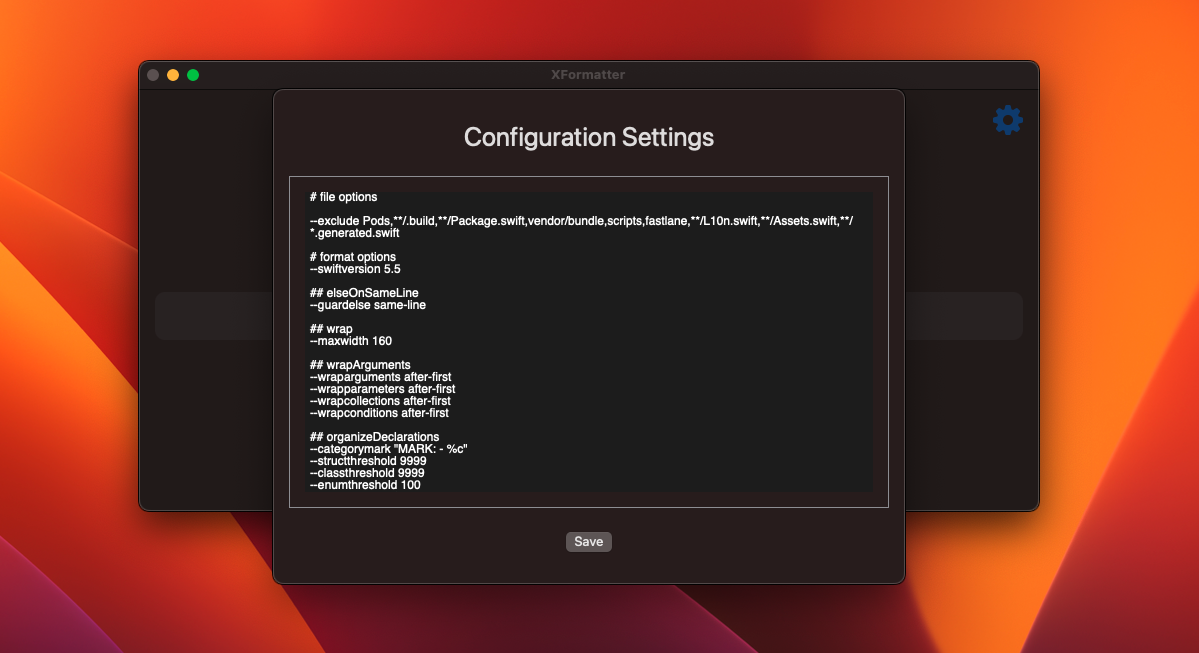 XFormatter
Configuration Settings
# file options
--exclude Pods,**/.build,**/Package.swift,vendor/bundle,scripts,fastlane,**/L10n.swift,**/Assets.swift,**/
*.generated.swift
# format options
--swiftversion 5.5
## elseOnSameLine
--guardelse same-line
## wrap
--maxwidth 160
## wrapArguments
--wraparguments after-first
--wrapparameters after-first
--wrapcollections after-first
--wrapconditions after-first
## organizeDeclarations
--categorymark "MARK: - %c"
--structthreshold 9999
--classthreshold 9999
--enumthreshold 100
Save